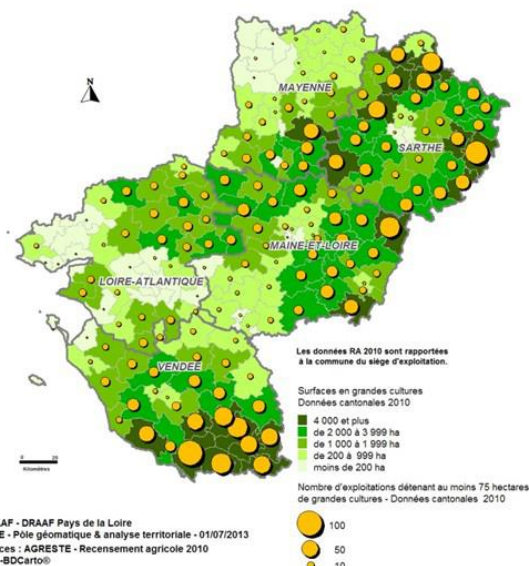 N
MAYENNE
SARTHE
MAINE-ET-LOIRE
LOIRE-ATLANTIQUE
VENDÉE
Les données RA 2010 sont rapportées
à la commune du siège d'exploitation.
Surfaces en grandes cultures
Données cantonales 2010
4 000 et plus
de 2 000 à 3 999 ha
de 1 000 à 1 999 ha
de 200 à 999 ha
moins de 200 ha
0 20
Kilomètres
Nombre d'exploitations détenant au moins 75 hectares
de grandes cultures - Données cantonales 2010
100
50
10
AF - DRAAF Pays de la Loire
E - Pôle géomatique & analyse territoriale - 01/07/2013
ces : AGRESTE - Recensement agricole 2010
-BDCarto®